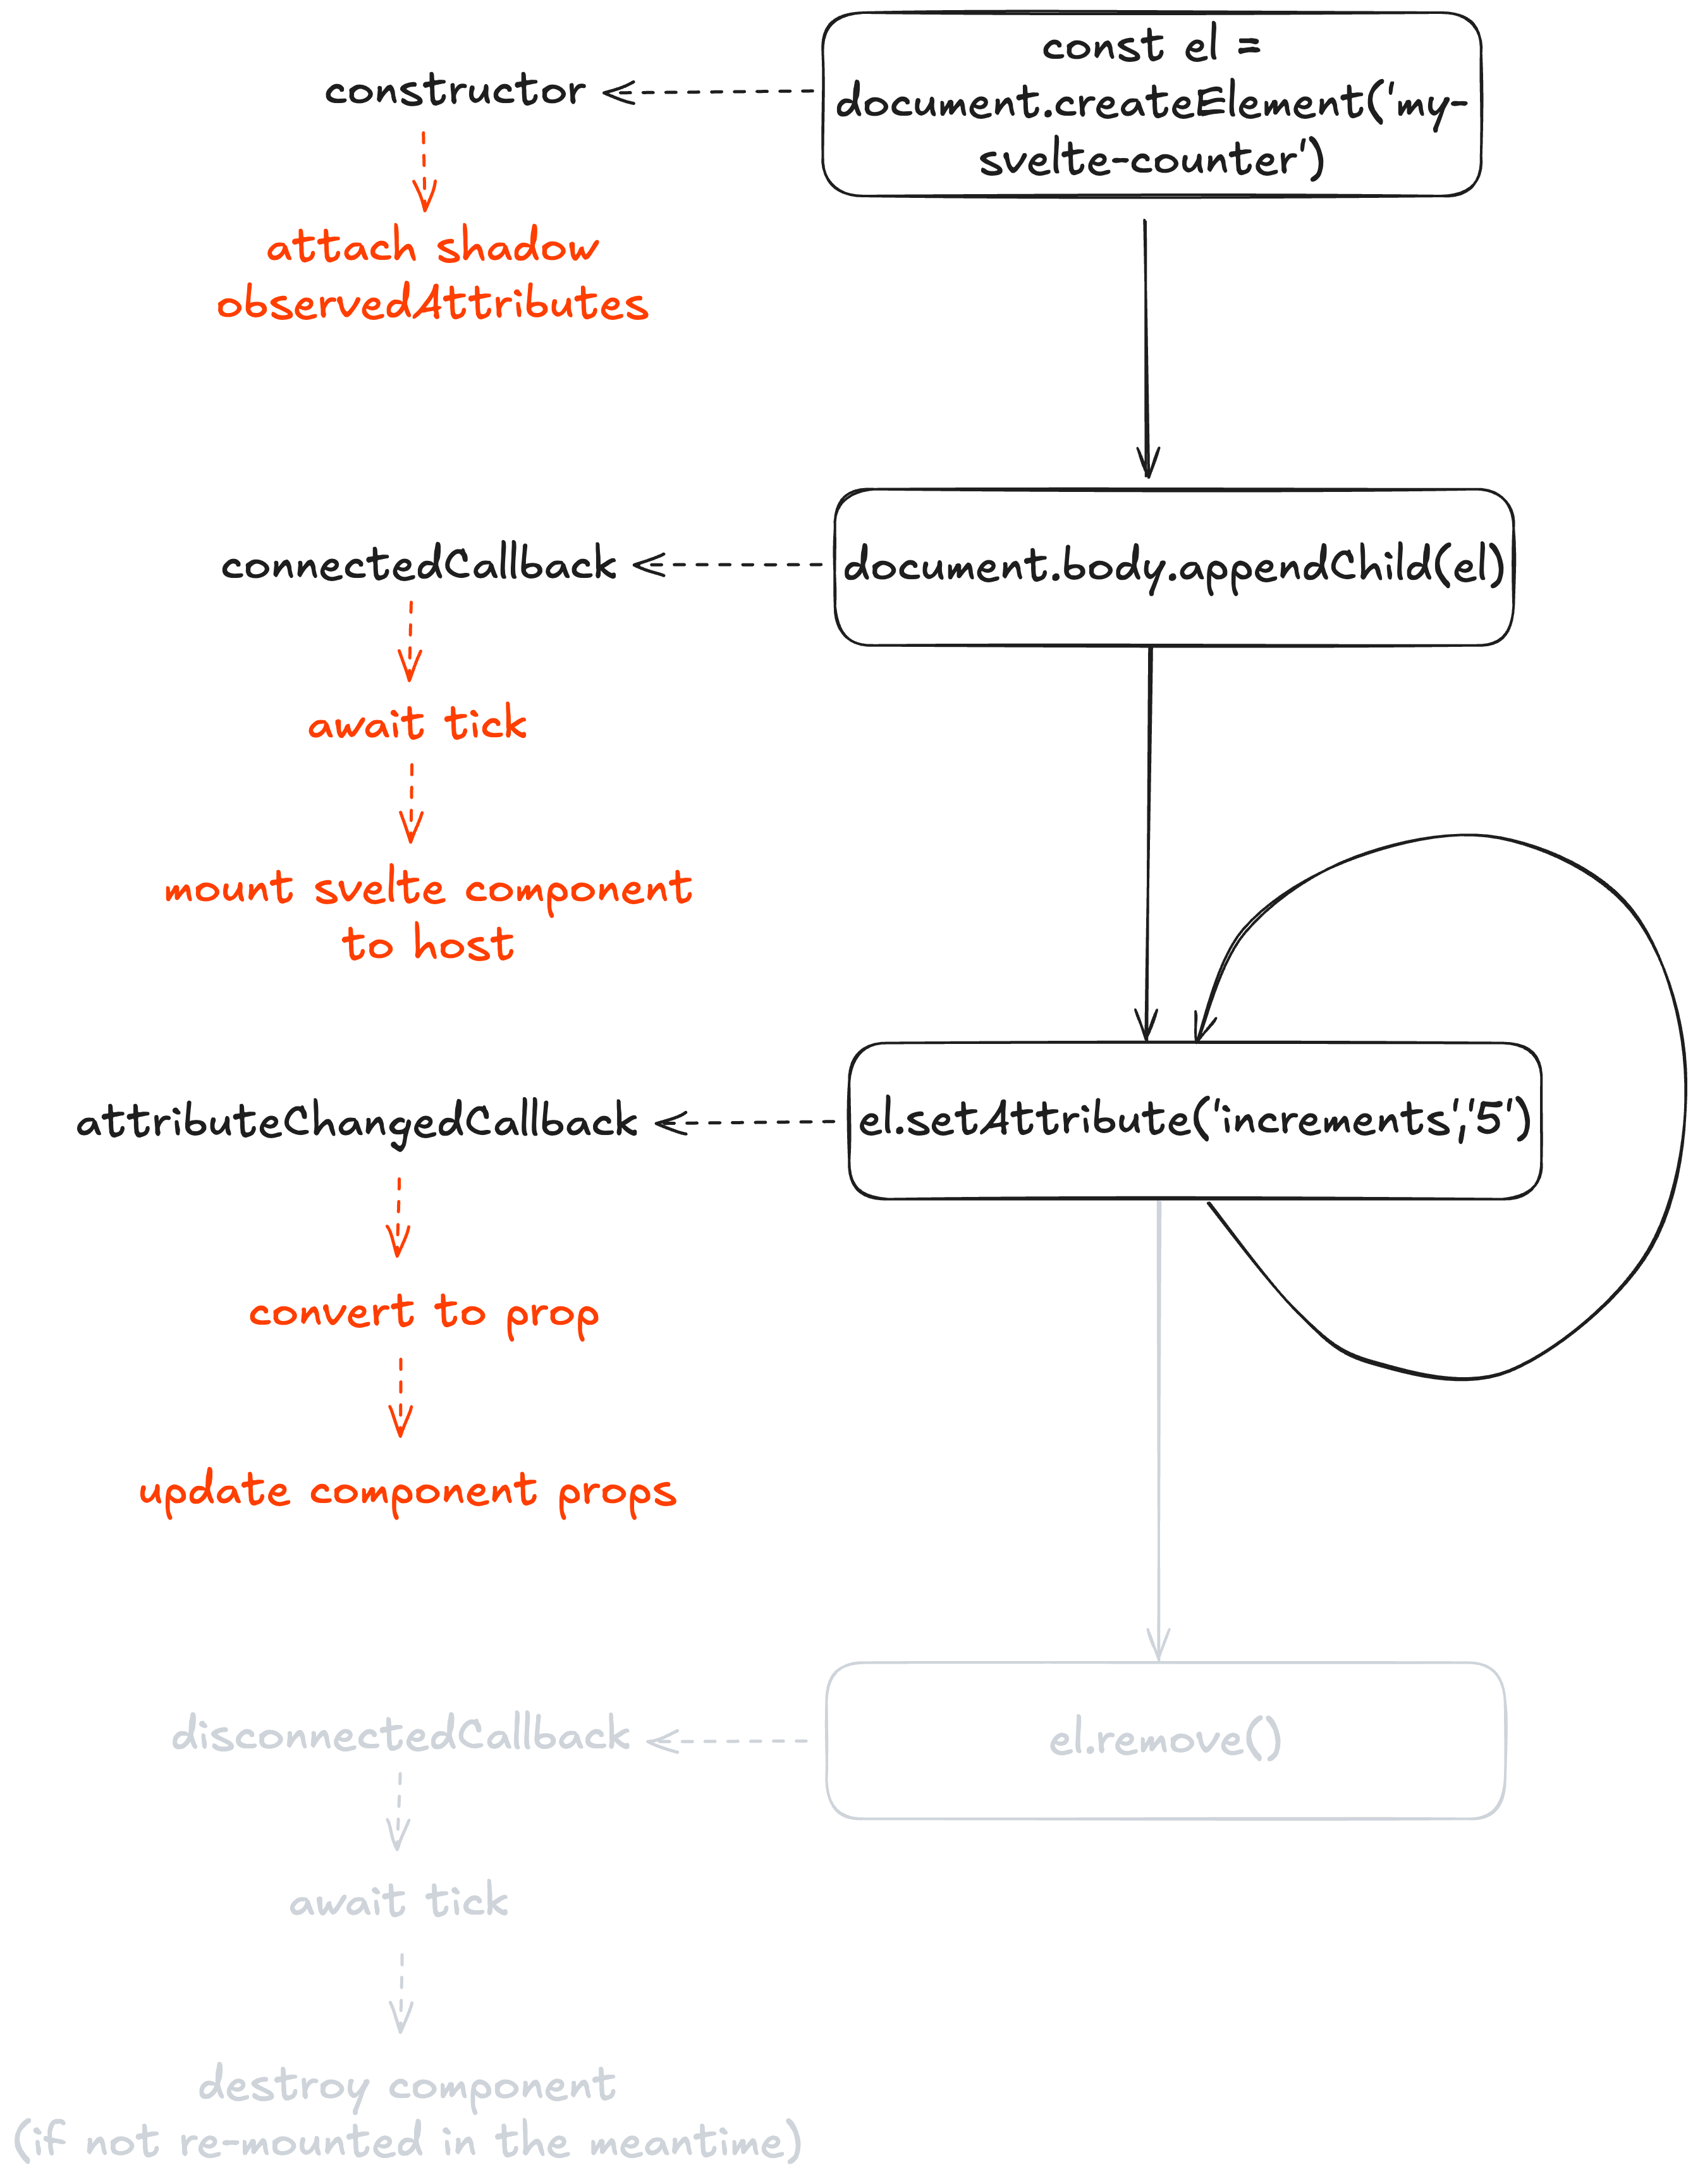 const el =
constructor
document.createElement('my-
svelte-counter')
attach shadow
observedAttributes
connectedCallback
document.body.appendChild(el)
await tick
mount svelte component
to host
attributeChangedCallback
el.setAttribute('increments','5')
convert to prop
update component props
disconnectedCallback
el.remove()
await tick
destroy component
(if not re-mounted in the meantime)